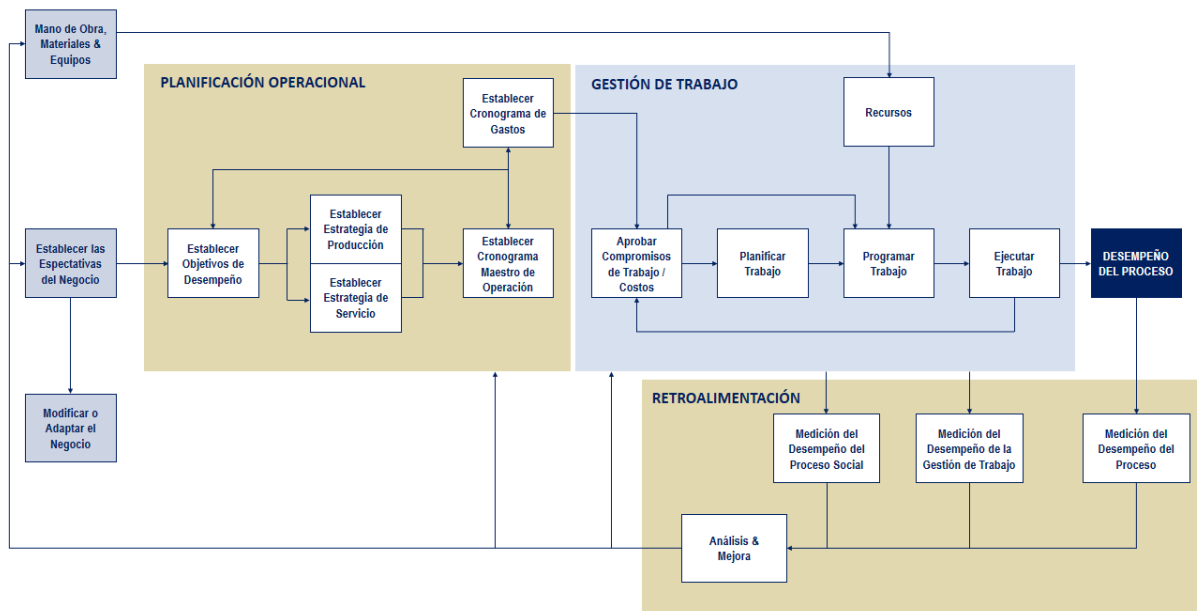 Mano de Obra,
Materiales &
Equipos
PLANIFICACIÓN OPERACIONAL
GESTIÓN DE TRABAJO
Establecer
Cronograma de
Gastos
Recursos
Establecer las
Espectativas
del Negocio
Establecer
Objetivos de
Desempeño
Establecer
Estrategia de
Producción
Establecer
Estrategia de
Servicio
Establecer
Cronograma
Maestro de
Operación
Aprobar
Compromisos
de Trabajo /
Costos
Planificar
Trabajo
Programar
Trabajo
Ejecutar
Trabajo
DESEMPEÑO
DEL PROCESO
Modificar o
Adaptar el
Negocio
RETROALIMENTACIÓN
Medición del
Desempeño del
Proceso Social
Medición del
Desempeño de la
Gestión de Trabajo
Medición del
Desempeño del
Proceso
Análisis &
Mejora